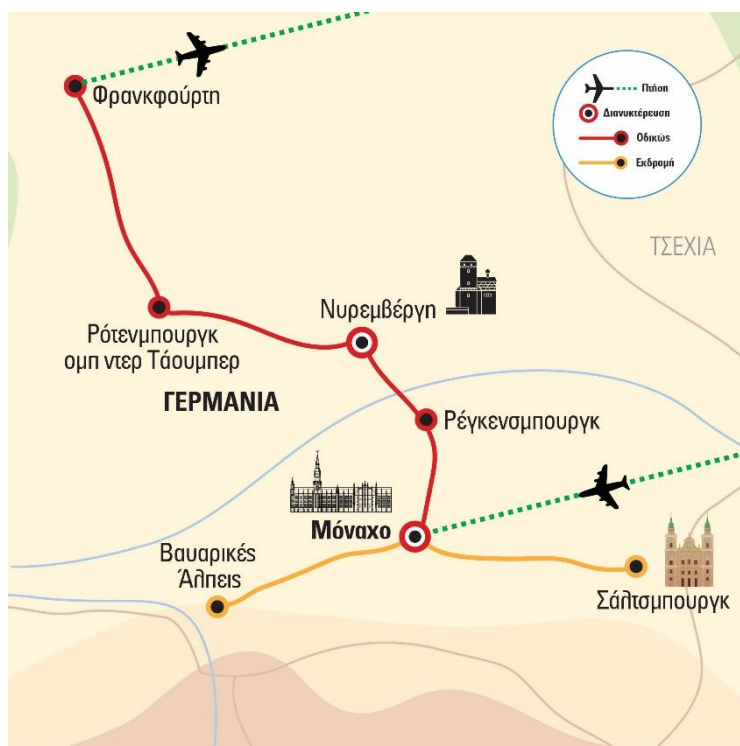 Φρανκφούρτη
Πτήση
Διανυκτέρευση
Οδικώς
Εκδρομή
ΤΣΕΧΙΑ
Νυρεμβέργη
Ρότενμπουργκ
ομπ ντερ Τάουμπερ
ΓΕΡΜΑΝΙΑ
Ρέγκενσμπουργκ
Μόναχο
Βαυαρικές
Άλπεις
Σάλτσμπουργκ